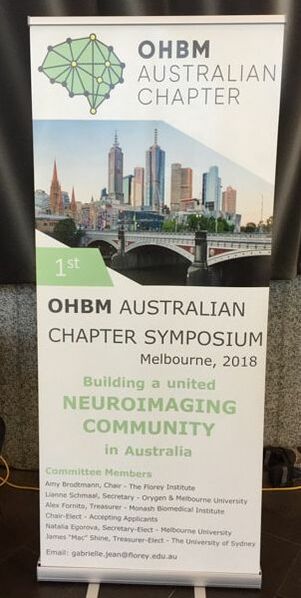 OHBM
AUSTRALIAN
CHAPTER
1st
OHBM AUSTRALIAN
CHAPTER SYMPOSIUM
Melbourne, 2018
Building a united
NEUROIMAGING
COMMUNITY
in Australia
Committee Members
Amy Brodtmann, Chair - The Florey Institute
Lianne Schmaal, Secretary - Orygen & Melbourne University
Alex Fornito, Treasurer - Monash Biomedical Institute
Chair-Elect - Accepting Applicants
Natalia Egorova, Secretary-Elect - Melbourne University
James "Mac" Shine, Treasurer-Elect - The University of Sydney
Email: gabrielle.jean@florey.edu.au